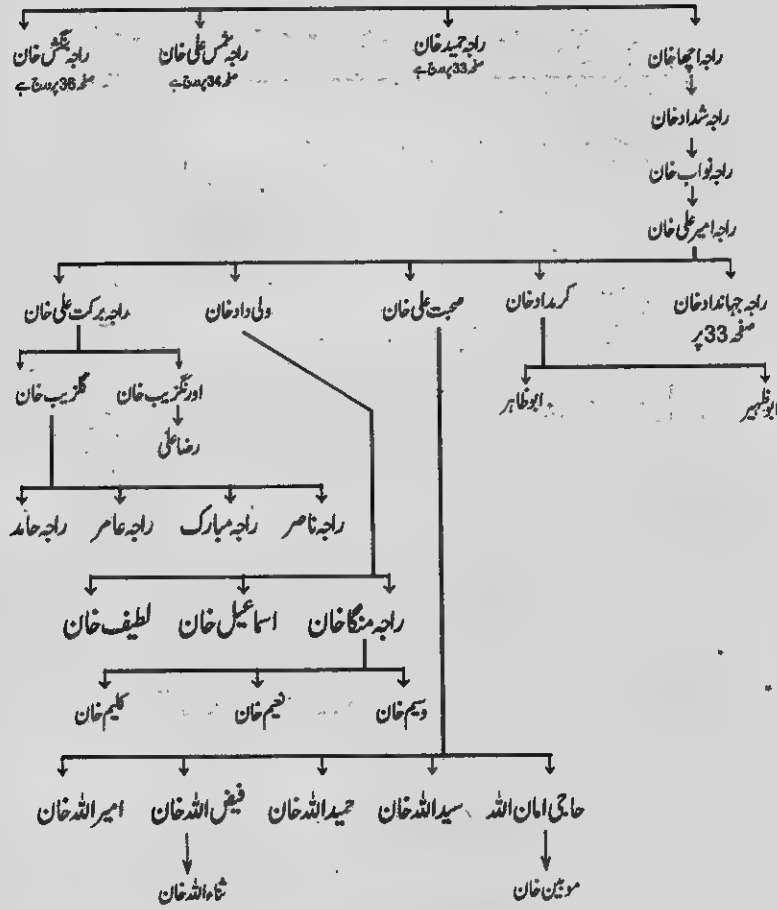 راجہ اچھا خان
راجہ حمید خان
صفحہ 33 پر درج ہے
راجہ شمس علی خان
صفحہ 34 پر درج ہے
راجہ بنگش خان
صفحہ 36 پر درج ہے
راجہ شداد خان
راجہ نواب خان
راجہ امیر علی خان
راجہ جہانداد خان
صفحہ 33 پر
کرمداد خان
صحبت علی خان
ولی داد خان
راجہ برکت علی خان
ابو ظہیر
ابو ظاہر
اورنگزیب خان
گلزیب خان
رضا علی
راجہ ناصر
راجہ مبارک
راجہ عامر
راجہ حامد
راجہ منگا خان
اسماعیل خان
لطیف خان
وسیم خان
نعیم خان
کلیم خان
حاجی امان اللہ
سید اللہ خان
حمید اللہ خان
فیض اللہ خان
امیر اللہ خان
موبین خان
ثناء اللہ خان